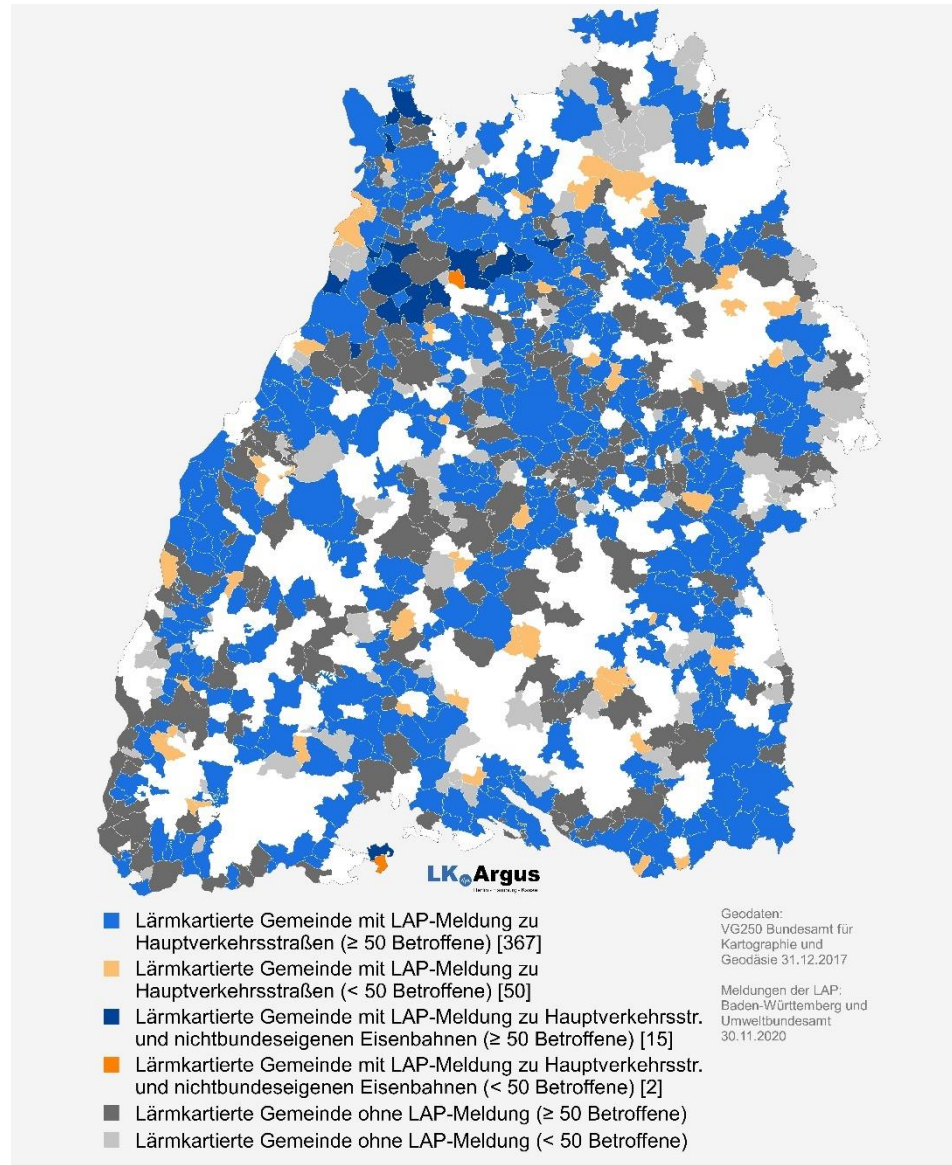 LK Argus
Berlin · Hamburg · Kassel
Lärmkartierte Gemeinde mit LAP-Meldung zu
Hauptverkehrsstraßen (≥ 50 Betroffene) [367]
Lärmkartierte Gemeinde mit LAP-Meldung zu
Hauptverkehrsstraßen (< 50 Betroffene) [50]
Lärmkartierte Gemeinde mit LAP-Meldung zu Hauptverkehrsstr.
und nichtbundeseigenen Eisenbahnen (≥ 50 Betroffene) [15]
Lärmkartierte Gemeinde mit LAP-Meldung zu Hauptverkehrsstr.
und nichtbundeseigenen Eisenbahnen (< 50 Betroffene) [2]
Lärmkartierte Gemeinde ohne LAP-Meldung (≥ 50 Betroffene)
Lärmkartierte Gemeinde ohne LAP-Meldung (< 50 Betroffene)
Geodaten:
VG250 Bundesamt für
Kartographie und
Geodäsie 31.12.2017
Meldungen der LAP:
Baden-Württemberg und
Umweltbundesamt
30.11.2020